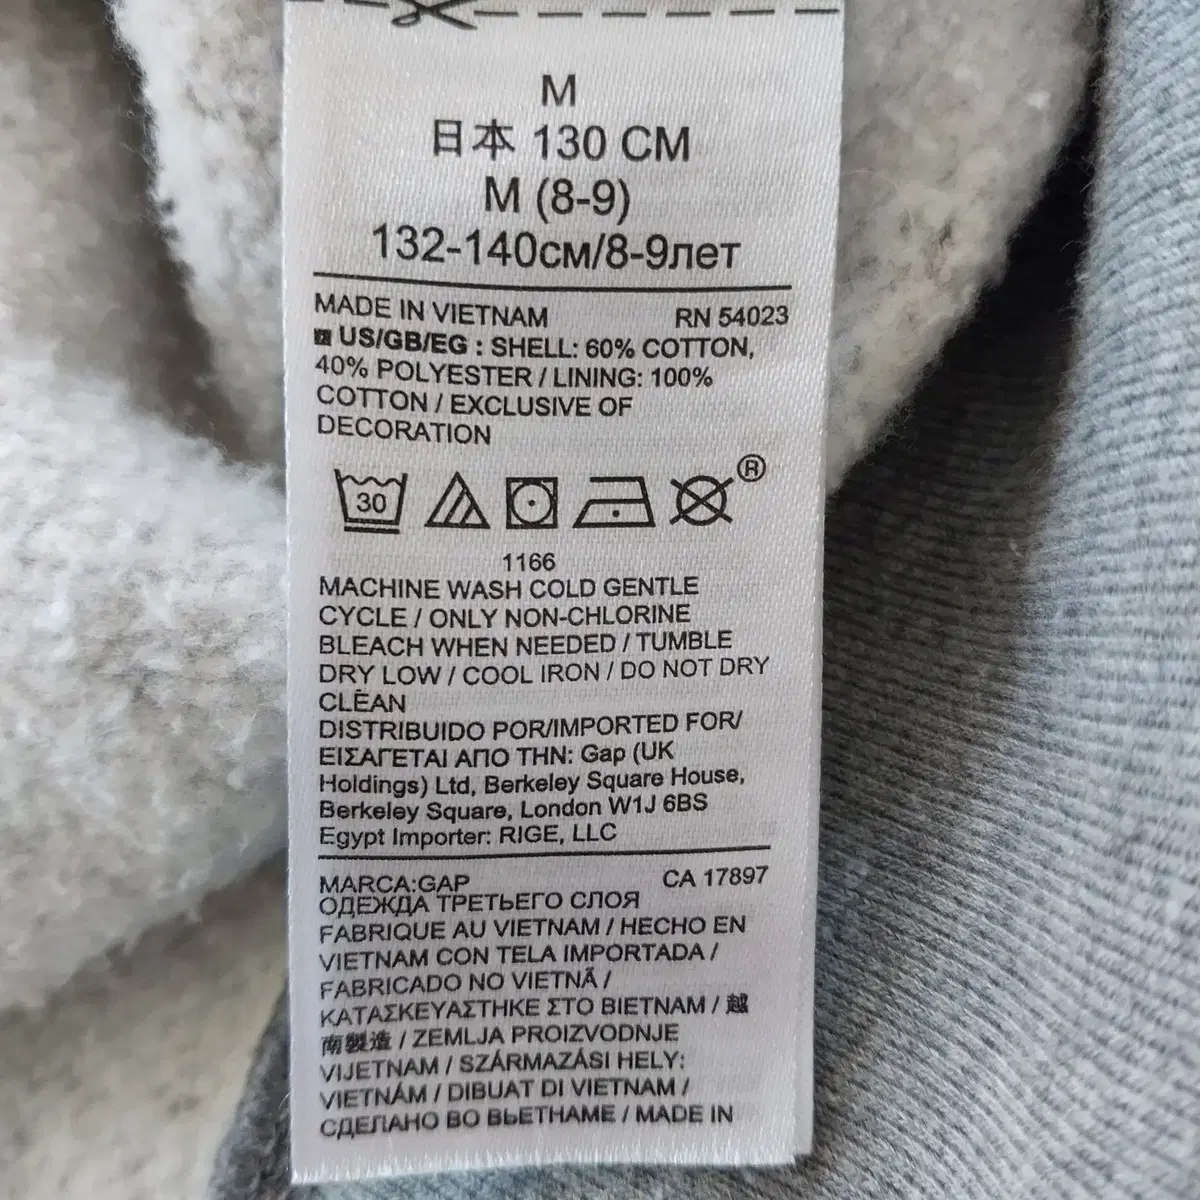 M
日本 130 CM
M (8-9)
132-140см/8-9лет
MADE IN VIETNAM RN 54023
US/GB/EG : SHELL: 60% COTTON,
40% POLYESTER / LINING: 100%
COTTON / EXCLUSIVE OF
DECORATION
30
®
1166
MACHINE WASH COLD GENTLE
CYCLE / ONLY NON-CHLORINE
BLEACH WHEN NEEDED / TUMBLE
DRY LOW / COOL IRON / DO NOT DRY
CLEAN
DISTRIBUIDO POR/IMPORTED FOR/
ΕΙΣΑΓΕΤΑΙ ΑΠΟ ΤΗΝ: Gap (UK
Holdings) Ltd, Berkeley Square House,
Berkeley Square, London W1J 6BS
Egypt Importer: RIGE, LLC
MARCA:GAP CA 17897
ОДЕЖДА ТРЕТЬЕГО СЛОЯ
FABRIQUE AU VIETNAM / HECHO EN
VIETNAM CON TELA IMPORTADA /
FABRICADO NO VIETNÃ /
ΚΑΤΑΣΚΕΥΑΣΤΗΚΕ ΣΤΟ ΒΙΕΤΝΑΜ / 越
南製造 / ZEMLJA PROIZVODNJE
VIJETNAM / SZÁRMAZÁSI HELY:
VIETNÁM / DIBUAT DI VIETNAM /
СДЕЛАНО ВО ВЬЕТНАМЕ / MADE IN